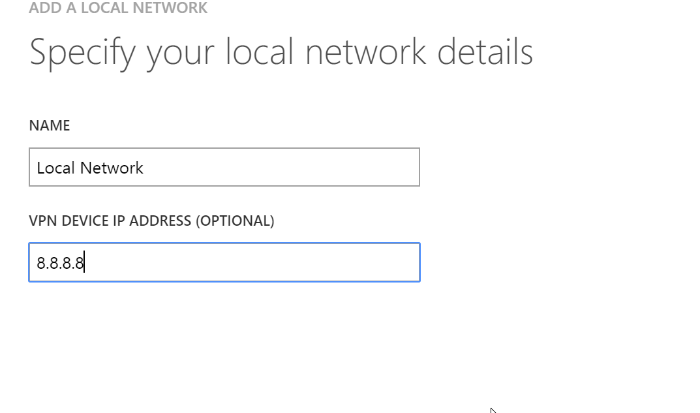 ADD A LOCAL NETWORK
Specify your local network details
NAME
Local Network
VPN DEVICE IP ADDRESS (OPTIONAL)
8.8.8.8